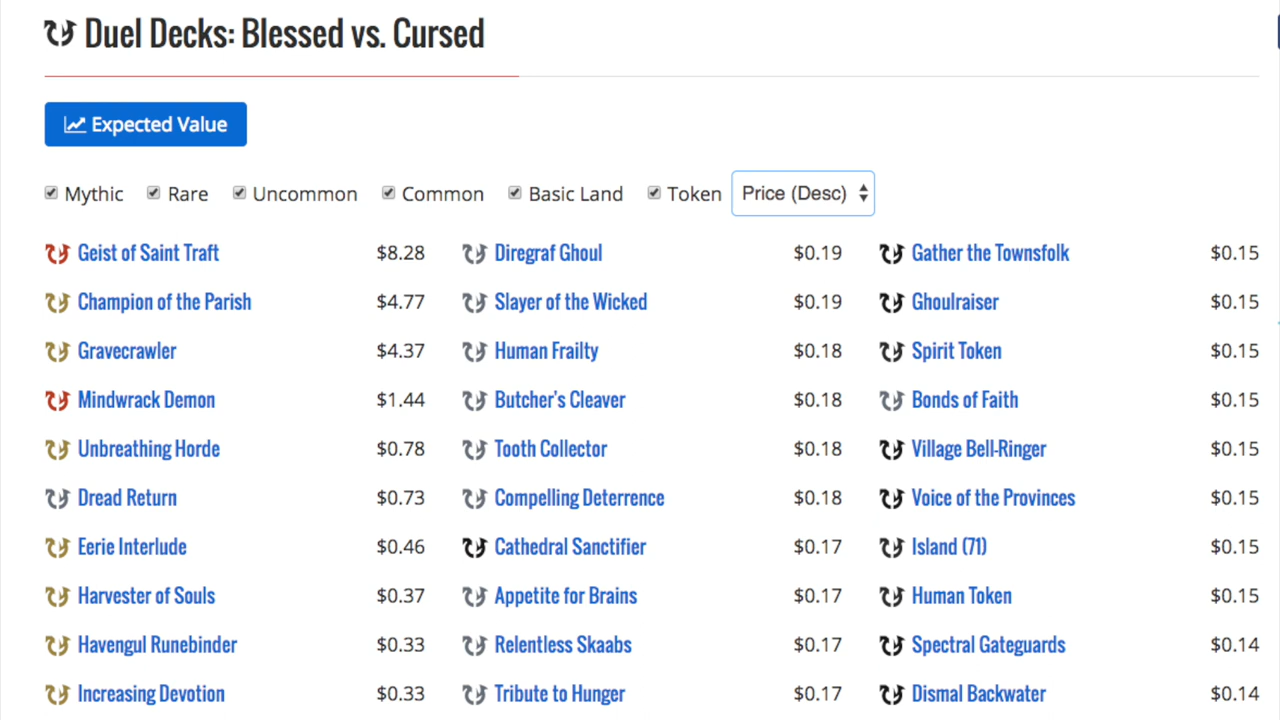 Duel Decks: Blessed vs. Cursed
Expected Value
Mythic Rare Uncommon Common Basic Land Token Price (Desc)
Geist of Saint Traft $8.28 Diregraf Ghoul $0.19 Gather the Townsfolk $0.15
Champion of the Parish $4.77 Slayer of the Wicked $0.19 Ghoulraiser $0.15
Gravecrawler $4.37 Human Frailty $0.18 Spirit Token $0.15
Mindwrack Demon $1.44 Butcher's Cleaver $0.18 Bonds of Faith $0.15
Unbreathing Horde $0.78 Tooth Collector $0.18 Village Bell-Ringer $0.15
Dread Return $0.73 Compelling Deterrence $0.18 Voice of the Provinces $0.15
Eerie Interlude $0.46 Cathedral Sanctifier $0.17 Island (71) $0.15
Harvester of Souls $0.37 Appetite for Brains $0.17 Human Token $0.15
Havengul Runebinder $0.33 Relentless Skaabs $0.17 Spectral Gateguards $0.14
Increasing Devotion $0.33 Tribute to Hunger $0.17 Dismal Backwater $0.14